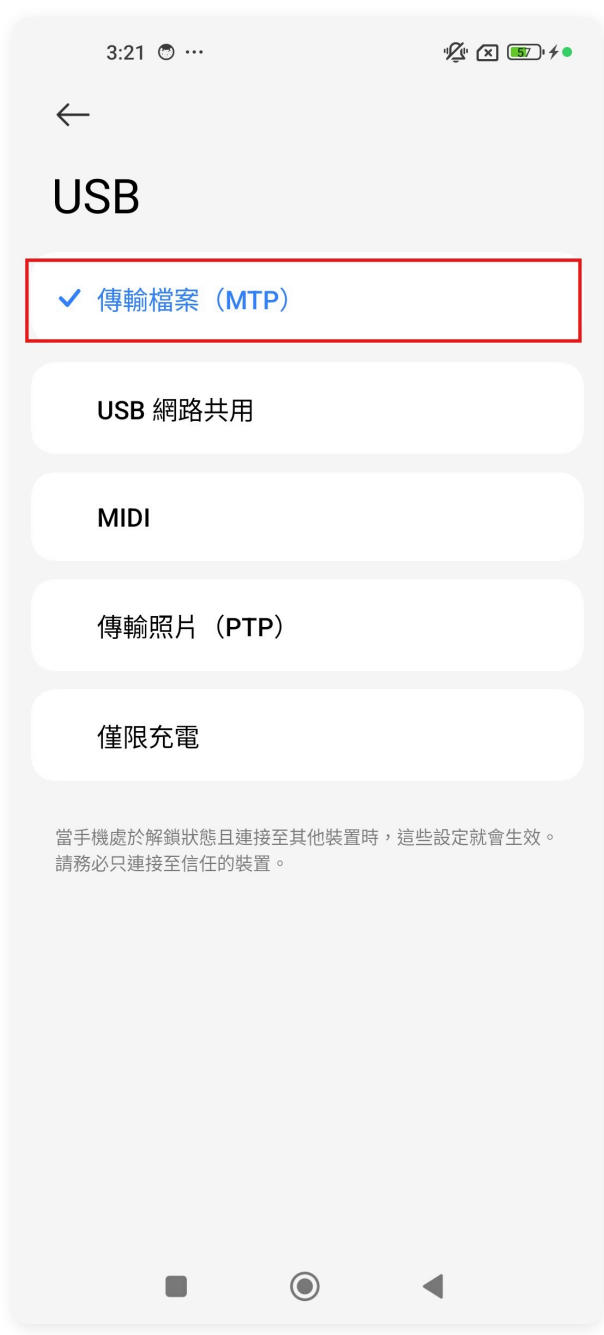 3:21
57
USB
傳輸檔案（MTP）
USB 網路共用
MIDI
傳輸照片（PTP）
僅限充電
當手機處於解鎖狀態且連接至其他裝置時，這些設定就會生效。
請務必只連接至信任的裝置。